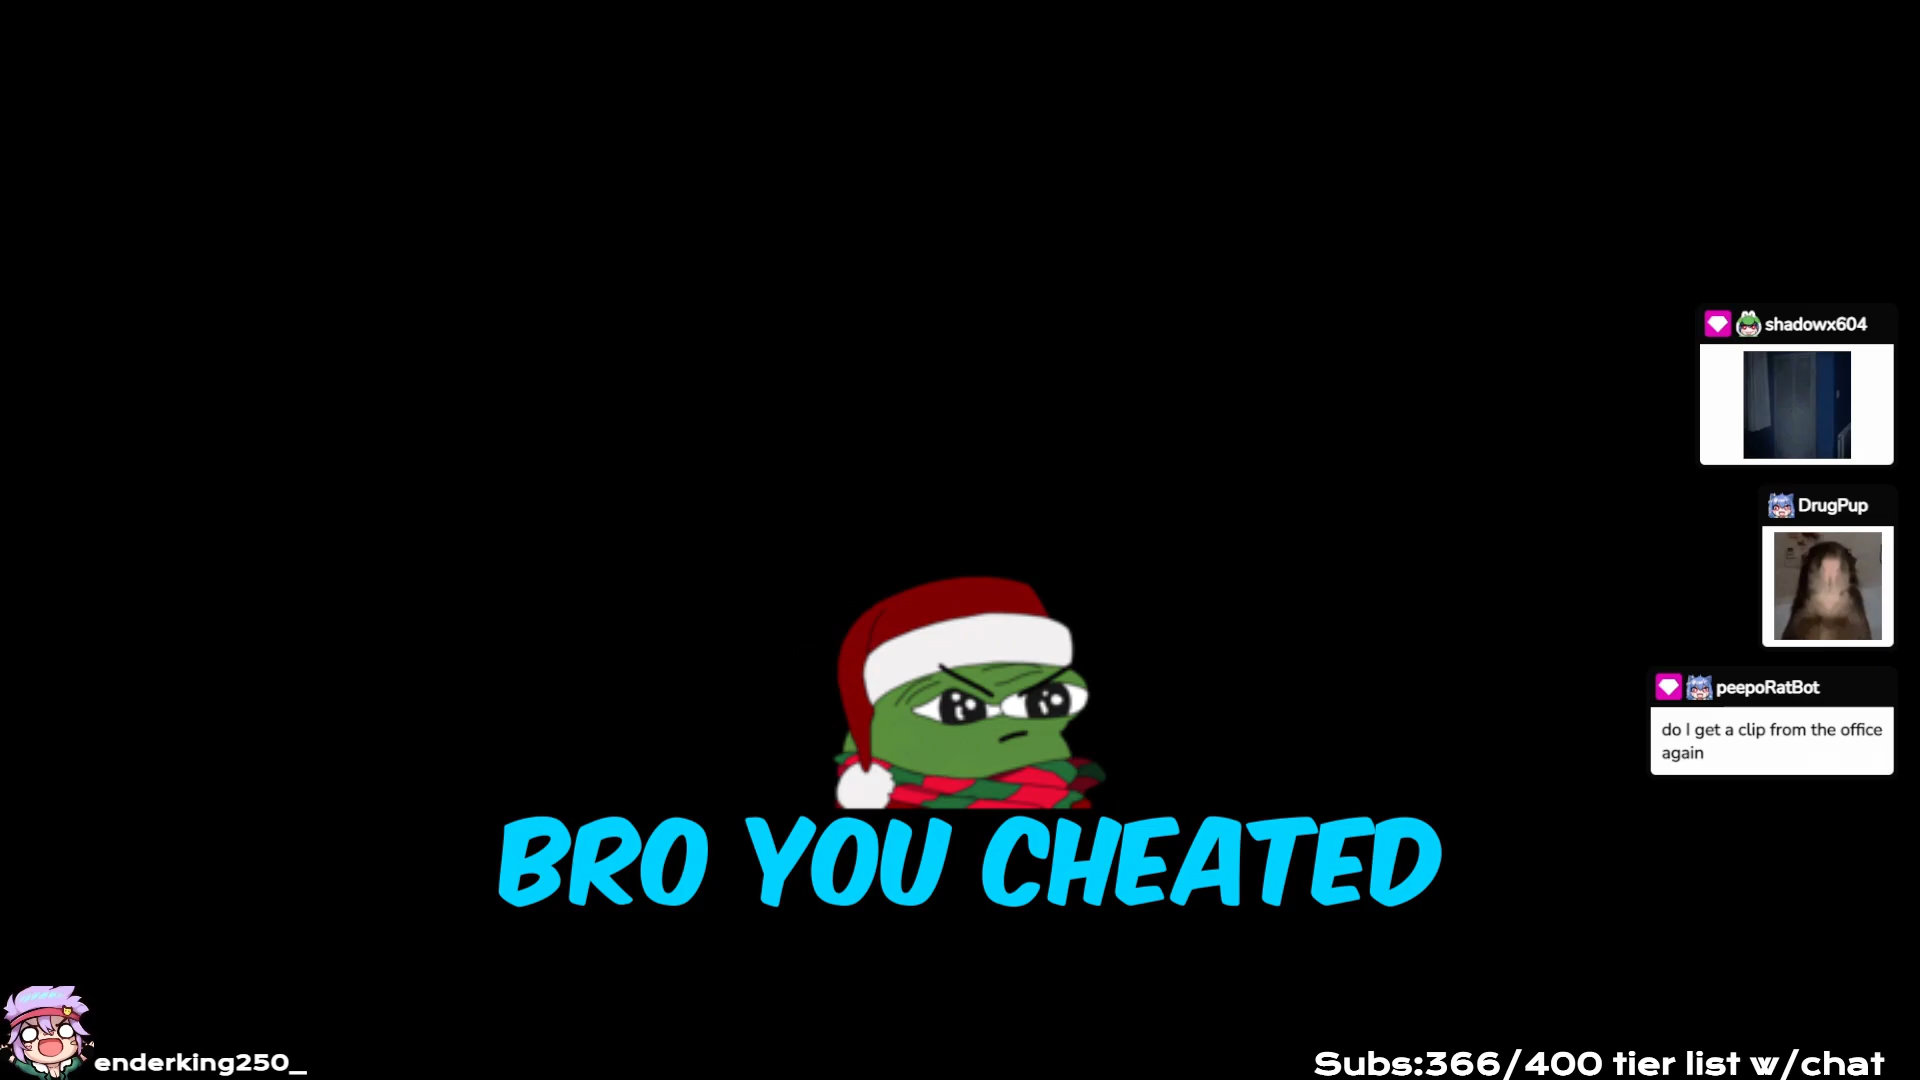 shadowx604
DrugPup
peepoRatBot
do I get a clip from the office
again
BRO YOU CHEATED
enderking250_
Subs:366/400 tier list w/chat